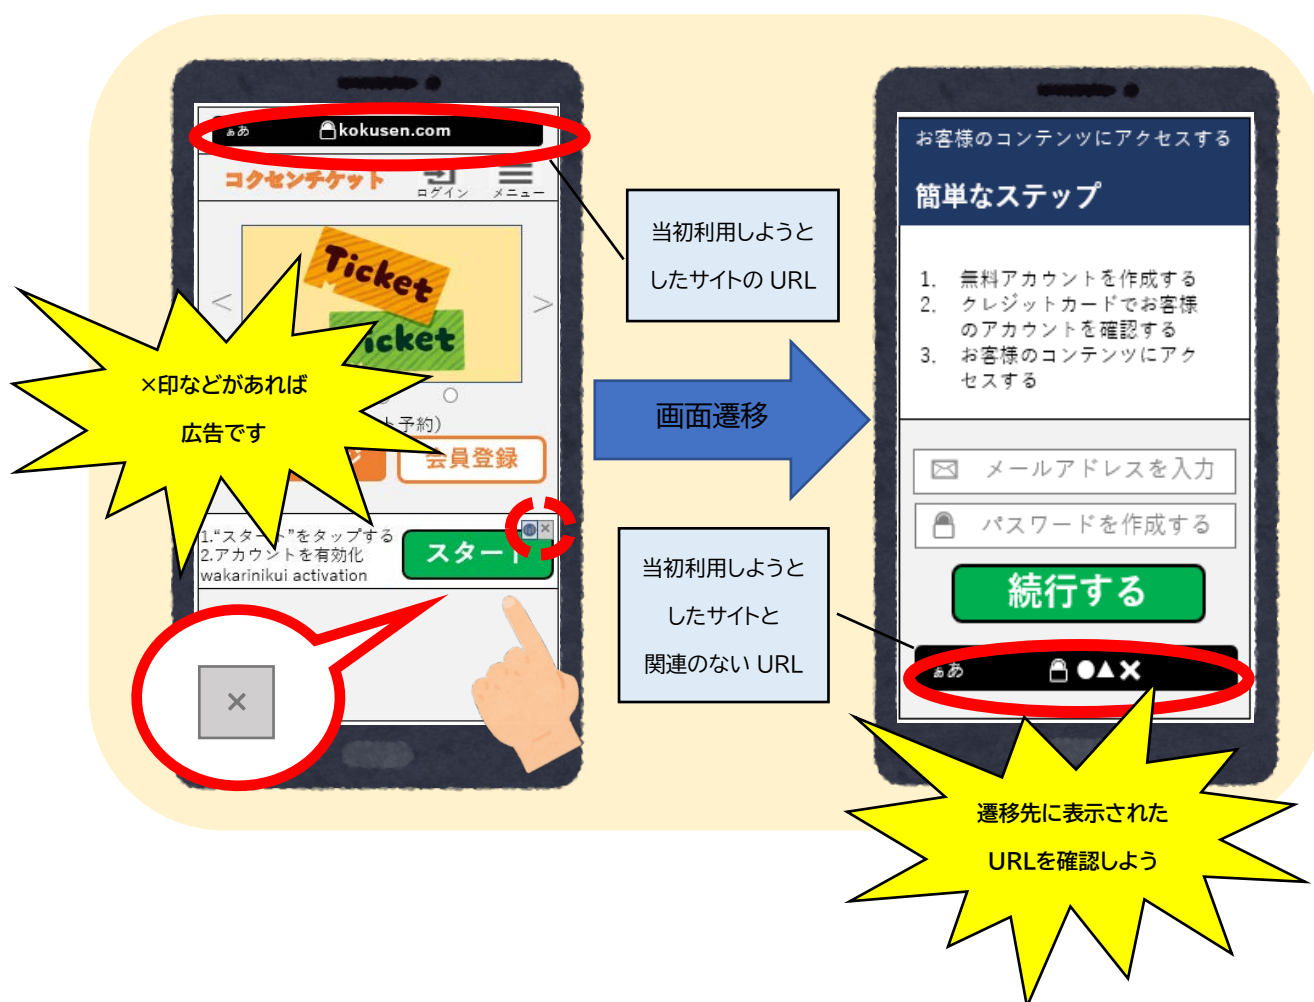 ぁあ kokusen.com
コクセンチケット
ログイン メニュー
Ticket
Ticket
< >
×印などがあれば
広告です
ト予約)
会員登録
1.“スタート”をタップする
2.アカウントを有効化
wakarinikui activation
スタート
×
×
当初利用しようと
したサイトの URL
画面遷移
当初利用しようと
したサイトと
関連のない URL
お客様のコンテンツにアクセスする
簡単なステップ
1. 無料アカウントを作成する
2. クレジットカードでお客様
のアカウントを確認する
3. お客様のコンテンツにアク
セスする
メールアドレスを入力
パスワードを作成する
続行する
ぁあ ●▲✕
遷移先に表示された
URLを確認しよう